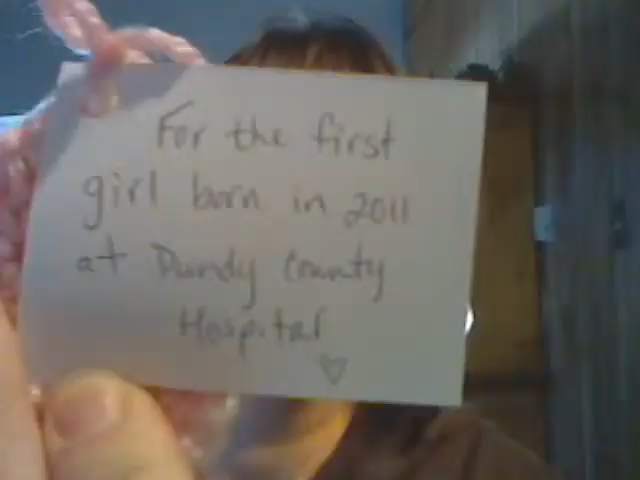 For the first
girl born in 2011
at Dundy County
Hospital